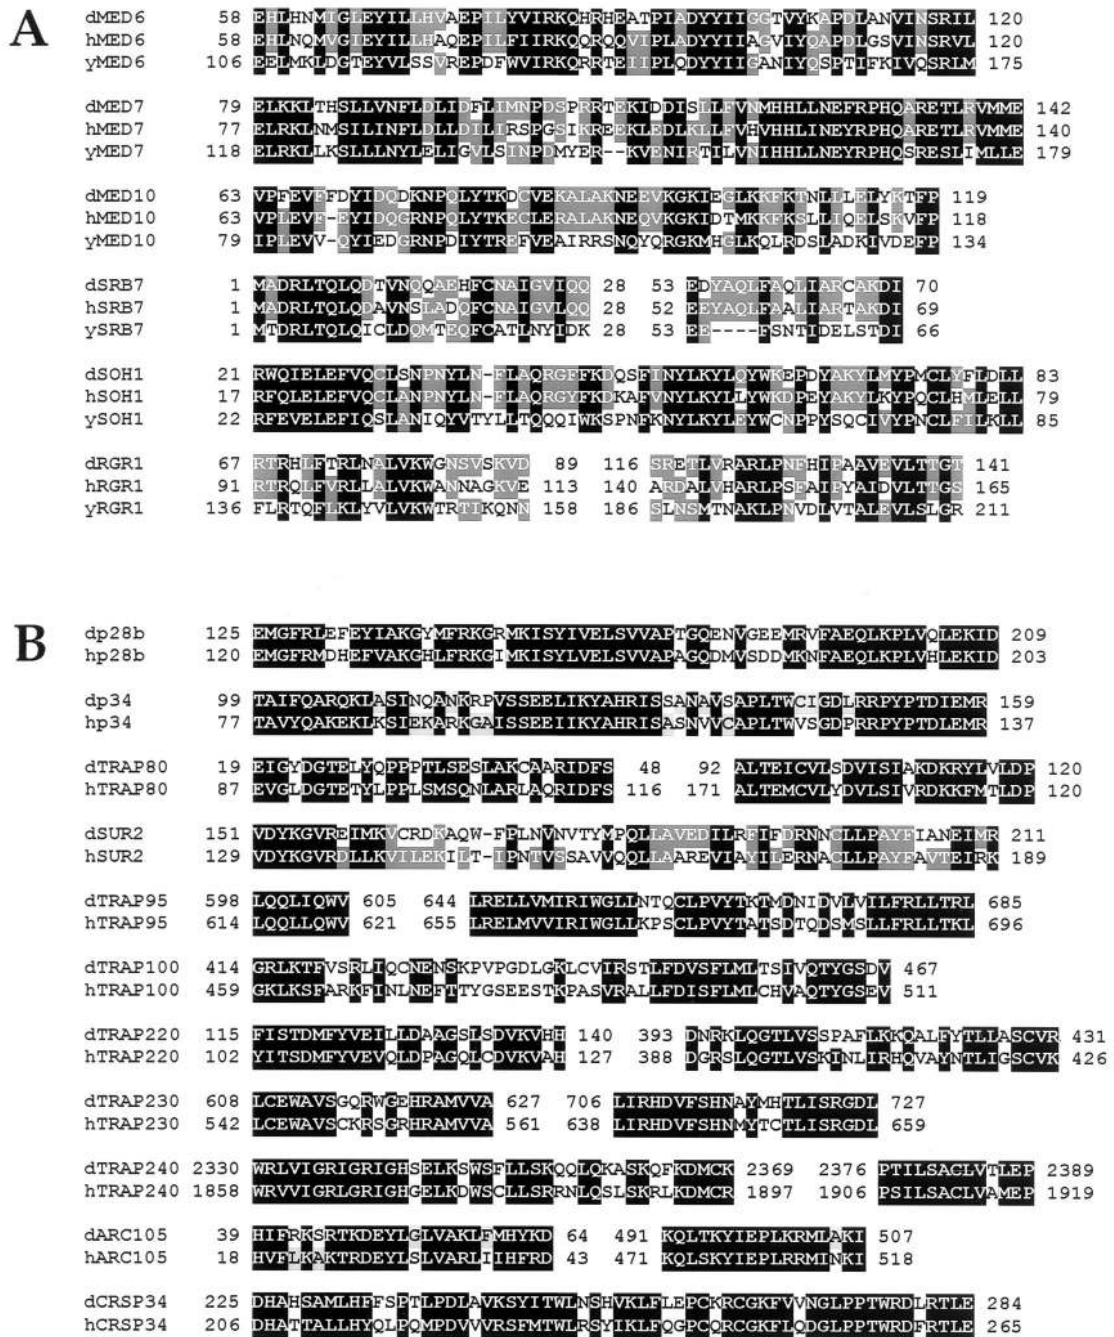 A
dMED6 58 EHLHNMIGLEYILLHVAEPILYVIRKQHRHEATPIADYYIIGGTVYKAPDLANVINSRIL 120
hMED6 58 EHLNQMVGIEYILLHAQEPILFIIRKQQRQQVIPLADYYIIAGVIYQAPDLGSVINSRVL 120
yMED6 106 EELMKLDGTEYVLSSVREPDFWVIRKQRRTEIIPLQDYYIIGANIYQSPTIFKIVQSRLM 175
dMED7 79 ELKKLTHSLLVNFLDLIDFLIMNPDSPRRTEKIDDISLLFVNMHHLLNEFRPHQARETLRVMME 142
hMED7 77 ELRKLNMSILINFLDLLDILIRSPGSIKREEKLEDLKLLFVHVHHLINEYRPHQARETLRVMME 140
yMED7 118 ELRKLLKSLLLNYLELIGVLSINPDMYER--KVENIRTILVNIHHLLNEYRPHQSRESLIMLLE 179
dMED10 63 VPFEVFFDYIDQDKNPQLYTKDCVEKALAKNEEVKGKIEGLKKFKTNLLLELYKTFP 119
hMED10 63 VPLEVF-EYIDQGRNPQLYTKECLERALAKNEQVKGKIDTMKKFKSLLIQELSKVFP 118
yMED10 79 IPLEVV-QYIEDGRNPDIYTREFVEAIRRSNQYQRGKMHGLKQLRDSLADKIVDEFP 134
dSRB7 1 MADRLTQLQDTVNQQAEHFCNAIGVIQQ 28 53 EDYAQLFAQLIARCAKDI 70
hSRB7 1 MADRLTQLQDAVNSLADQFCNAIGVLQQ 28 52 EEYAQLFAALIARTAKDI 69
ySRB7 1 MTDRLTQLQICLDQMTEQFCATLNYIDK 28 53 EE----FSNTIDELSTDI 66
dSOH1 21 RWQIELEFVQCLSNPNYLN-FLAQRGFFKDQSFINYLKYLQYWKEPDYAKYLMYPMCLYFLDLL 83
hSOH1 17 RFQLELEFVQCLANPNYLN-FLAQRGYFKDKAFVNYLKYLLYWKDPEYAKYLKYPQCLHMLELL 79
ySOH1 22 RFEVELEFIQSLANIQYVTYLLTQQQIWKSPNFKNYLKYLEYWCNPPYSQCIVYPNCLFILKLL 85
dRGR1 67 RTRHLFTRLNALVKWGNSVSKVD 89 116 SRETLVRARLPNFHIPAAVEVLTTGT 141
hRGR1 91 RTRQLFVRLLALVKWANNAGKVE 113 140 ARDALVHARLPSFAIPYAIDVLTTGS 165
yRGR1 136 FLRTQFLKLYVLVKWTRTIKQNN 158 186 SLNSMTNAKLPNVDLVTALEVLSLGR 211
B
dp28b 125 EMGFRLEFEYIAKGYMFRKGRMKISYIVELSVVAPTGQENVGEEMRVFAEQLKPLVQLEKID 209
hp28b 120 EMGFRMDHEFVAKGHLFRKGIMKISYLVELSVVAPAGQDMVSDDMKNFAEQLKPLVHLEKID 203
dp34 99 TAIFQARQKLASINQANKRPVSSEELIKYAHRISSANAVSAPLTWCIGDLRRPYPTDIEMR 159
hp34 77 TAVYQAKEKLKSIEKARKGAISSEEIIKYAHRISASNVVCAPLTWVSGDPRRPYPTDLEMR 137
dTRAP80 19 EIGYDGTELYQPPPTLSESLAKCAARIDFS 48 92 ALTEICVLSDVISIAKDKRYLVLDP 120
hTRAP80 87 EVGLDGTETYLPPLSMSQNLARLAQRIDFS 116 171 ALTEMCVLYDVLSIVRDKKFMTLDP 120
dSUR2 151 VDYKGVREIMKVCRDKAQW-FPLNVNVTYMPQLLAVEDILRFIFDRNNCLLPAYFIANEIMR 211
hSUR2 129 VDYKGVRDLLKVILEKILT-IPNTVSSAVVQQLLAAREVIAYILERNACLLPAYFAVTEIRK 189
dTRAP95 598 LQQLIQWV 605 644 LRELLVMIRIWGLLNTQCLPVYTKTMDNIDVLVILFRLLTRL 685
hTRAP95 614 LQQLLQWV 621 655 LRELMVVIRIWGLLKPSCLPVYTATSDTQDSMSLLFRLLTKL 696
dTRAP100 414 GRLKTFVSRLIQCNENSKPVPGDLGKLCVIRSTLFDVSFLMLTSIVQTYGSDV 467
hTRAP100 459 GKLKSFARKFINLNEFTTYGSEESTKPASVRALLFDISFLMLCHVAQTYGSEV 511
dTRAP220 115 FISTDMFYVEILLDAAGSLSDVKVHH 140 393 DNRKLQGTLVSSPAFLKKQALFYTLLASCVR 431
hTRAP220 102 YITSDMFYVEVQLDPAGQLCDVKVAH 127 388 DGRSLQGTLVSKINLIRHQVAYNTLIGSCVK 426
dTRAP230 608 LCEWAVSGQRWGEHRAMVVA 627 706 LIRHDVFSHNAYMHTLISRGDL 727
hTRAP230 542 LCEWAVSCKRSGRHRAMVVA 561 638 LIRHDVFSHNMYTCTLISRGDL 659
dTRAP240 2330 WRLVIGRIGRIGHSELKSWSFLLSKQQLQKASKQFKDMCK 2369 2376 PTILSACLVTLEP 2389
hTRAP240 1858 WRVVIGRLGRIGHGELKDWSCLLSRRNLQSLSKRLKDMCR 1897 1906 PSILSACLVAMEP 1919
dARC105 39 HIFRKSRTKDEYLGLVAKLFMHYKD 64 491 KQLTKYIEPLKRMLAKI 507
hARC105 18 HVFLKAKTRDEYLSLVARLIIHFRD 43 471 KQLSKYIEPLRRMINKI 518
dCRSP34 225 DHAHSAMLHFFSPTLPDLAVKSYITWLNSHVKLFLEPCKRCGKFVVNGLPPTWRDLRTLE 284
hCRSP34 206 DHATTALLHYQLPQMPDVVVRSFMTWLRSYIKLFQGPCQRCGKFLQDGLPPTWRDFRTLE 265